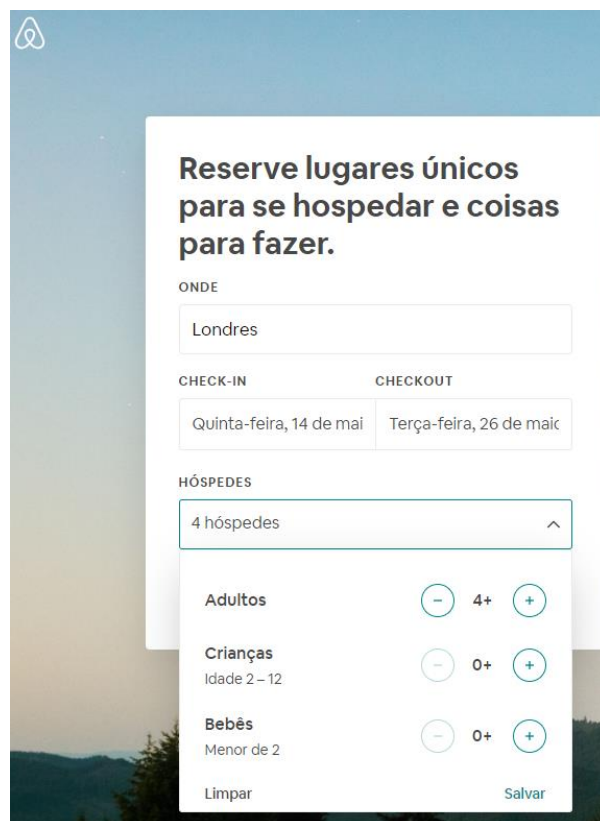 Reserve lugares únicos
para se hospedar e coisas
para fazer.
ONDE
Londres
CHECK-IN CHECKOUT
Quinta-feira, 14 de mai Terça-feira, 26 de maio
HÓSPEDES
4 hóspedes
Adultos - 4+ +
Crianças - 0+ +
Idade 2 – 12
Bebês - 0+ +
Menor de 2
Limpar Salvar